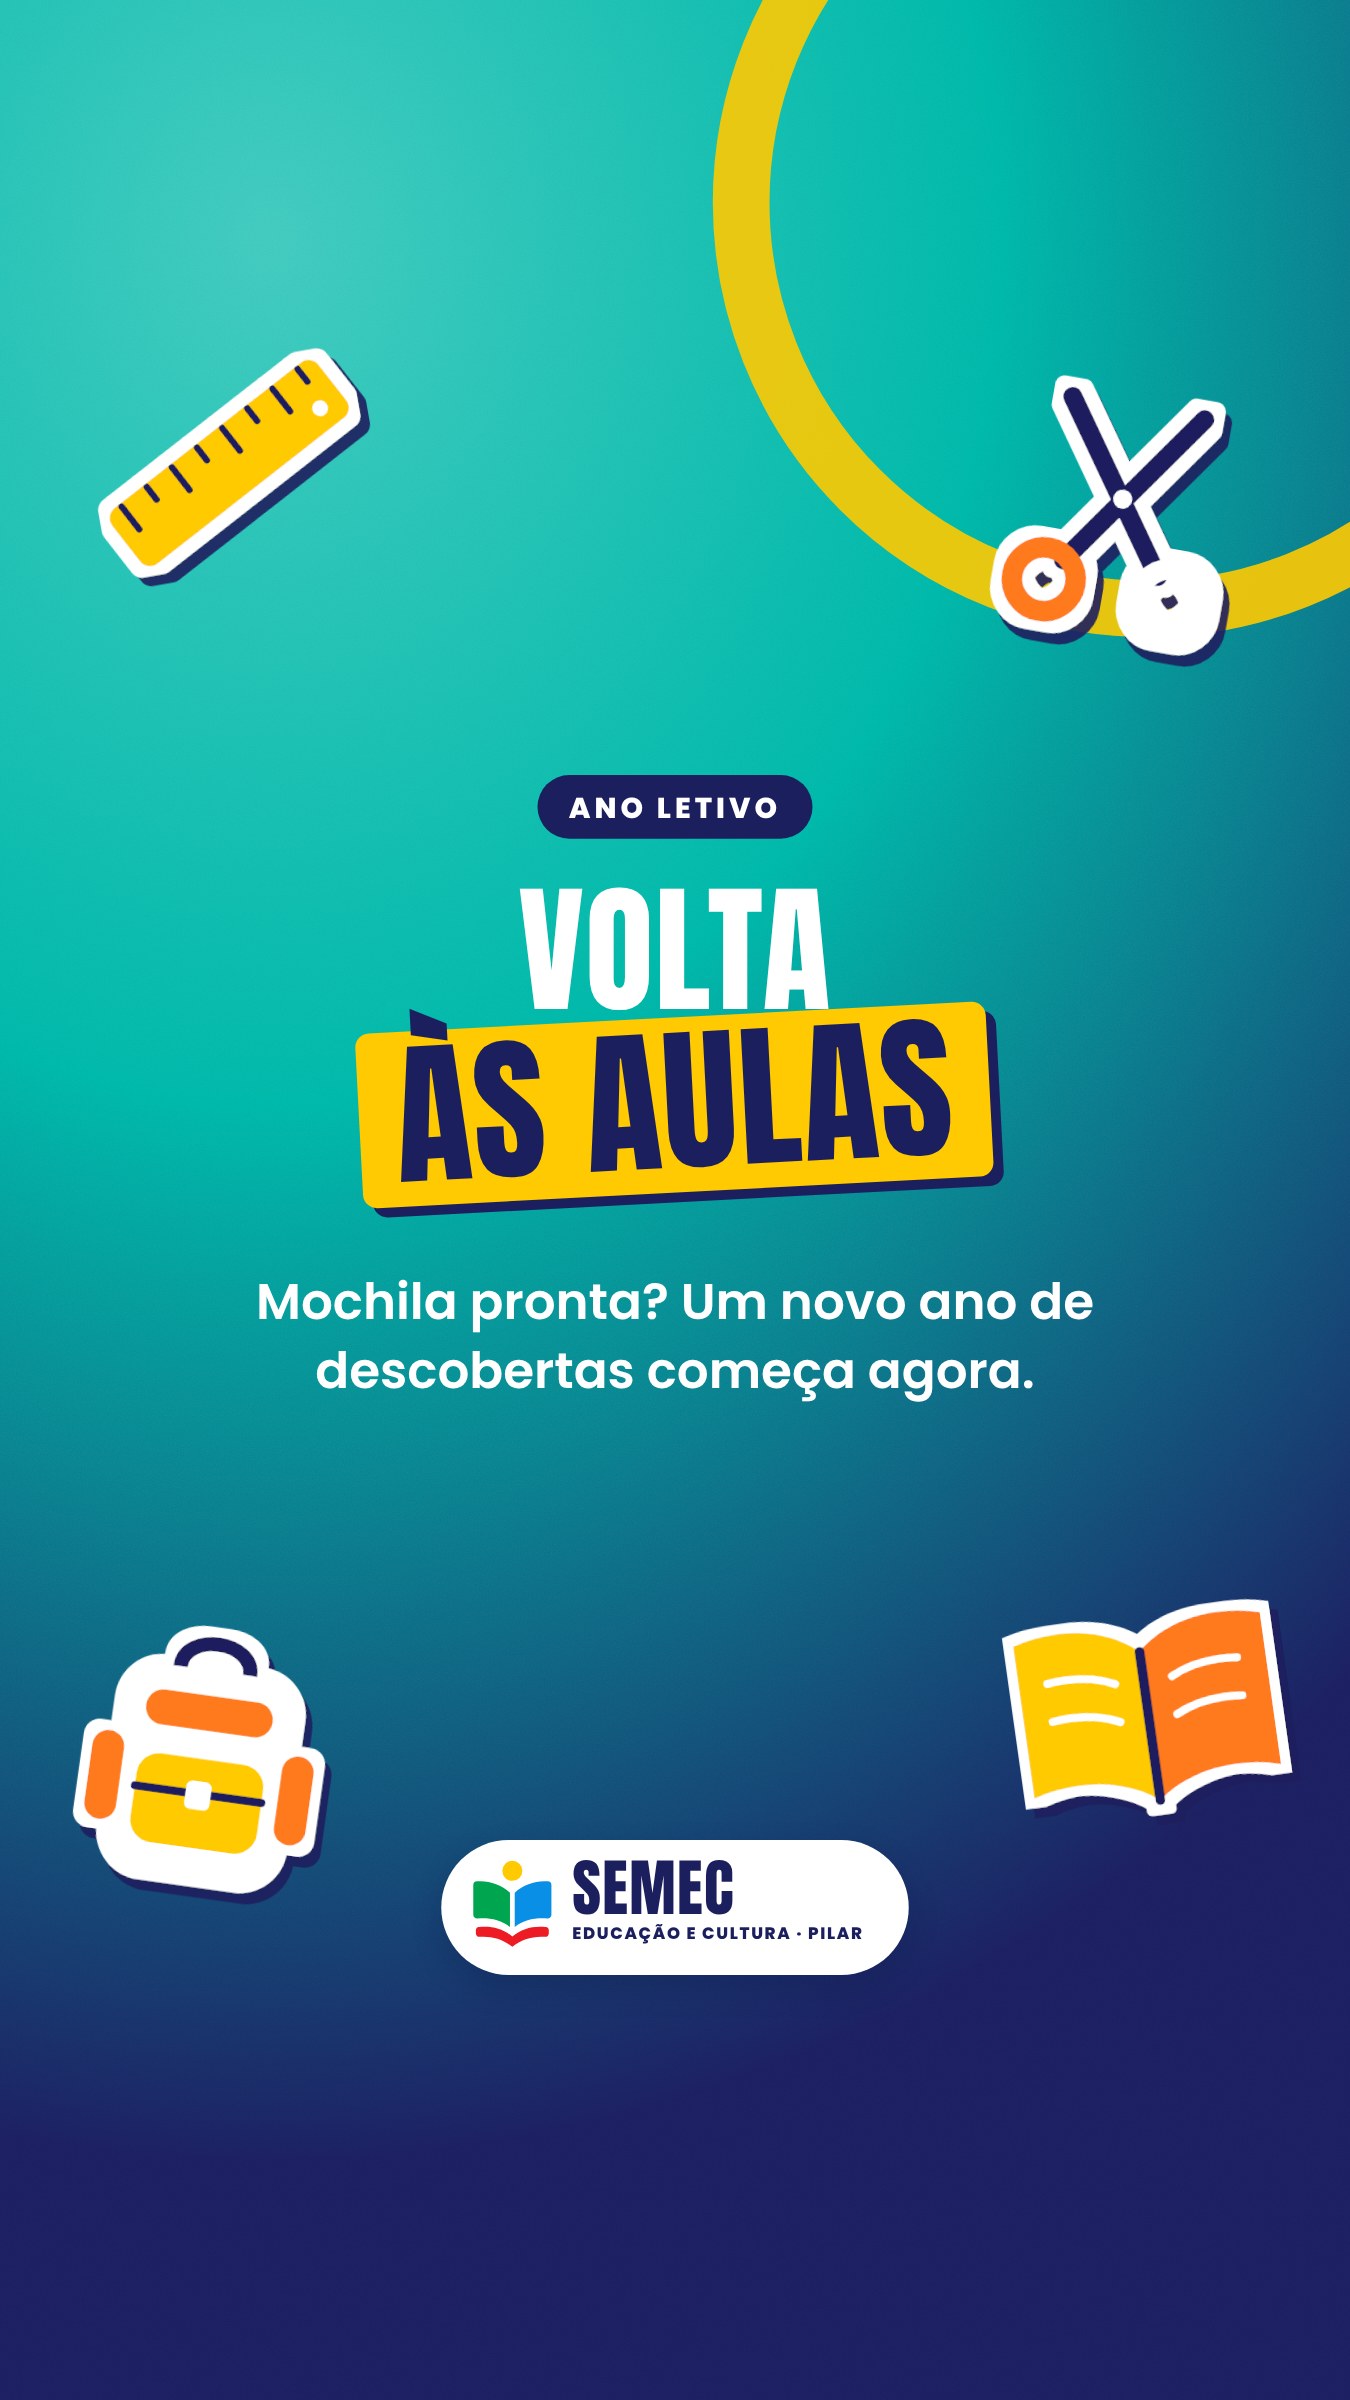 ANO LETIVO
VOLTA
ÀS AULAS
Mochila pronta? Um novo ano de
descobertas começa agora.
SEMEC
EDUCAÇÃO E CULTURA · PILAR